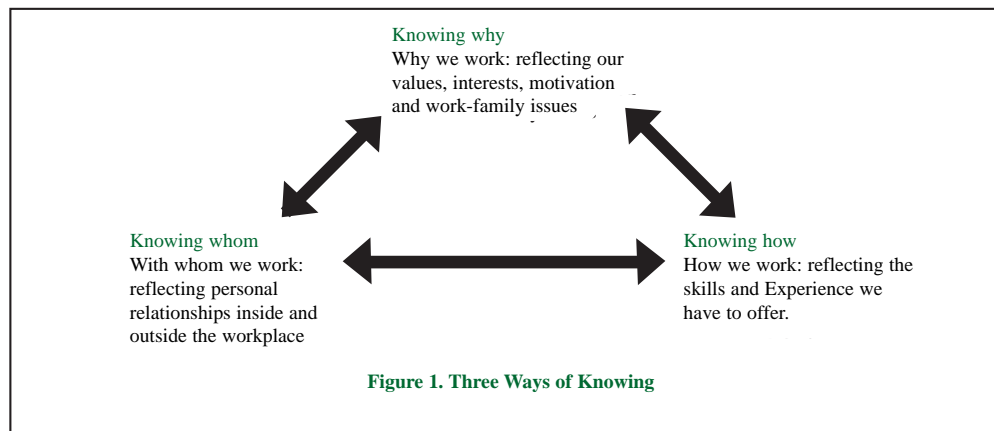 Knowing why
Why we work: reflecting our
values, interests, motivation
and work-family issues
Knowing whom
With whom we work:
reflecting personal
relationships inside and
outside the workplace
Knowing how
How we work: reflecting the
skills and Experience we
have to offer.
Figure 1. Three Ways of Knowing